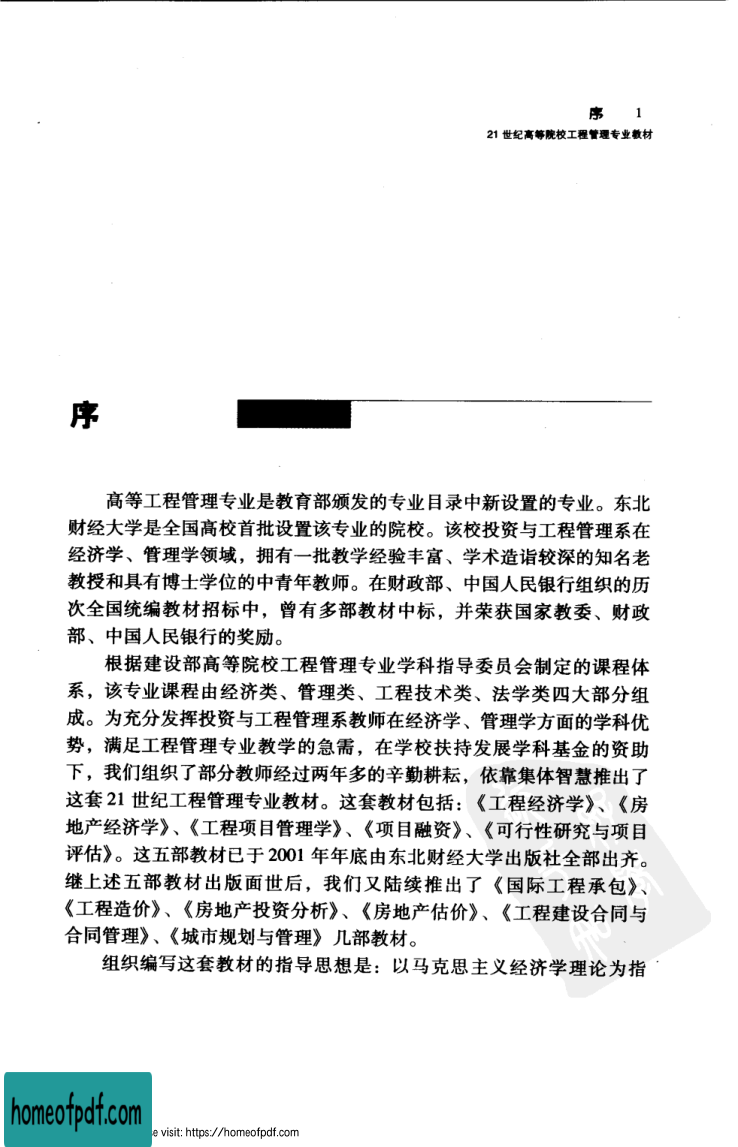 序 1
21 世纪高等院校工程管理专业教材
序
高等工程管理专业是教育部颁发的专业目录中新设置的专业。东北
财经大学是全国高校首批设置该专业的院校。该校投资与工程管理系在
经济学、管理学领域，拥有一批教学经验丰富、学术造诣较深的知名老
教授和具有博士学位的中青年教师。在财政部、中国人民银行组织的历
次全国统编教材招标中，曾有多部教材中标，并荣获国家教委、财政
部、中国人民银行的奖励。
根据建设部高等院校工程管理专业学科指导委员会制定的课程体
系，该专业课程由经济类、管理类、工程技术类、法学类四大部分组
成。为充分发挥投资与工程管理系教师在经济学、管理学方面的学科优
势，满足工程管理专业教学的急需，在学校扶持发展学科基金的资助
下，我们组织了部分教师经过两年多的辛勤耕耘，依靠集体智慧推出了
这套 21 世纪工程管理专业教材。这套教材包括：《工程经济学》、《房
地产经济学》、《工程项目管理学》、《项目融资》、《可行性研究与项目
评估》。这五部教材已于 2001 年年底由东北财经大学出版社全部出齐。
继上述五部教材出版面世后，我们又陆续推出了《国际工程承包》、
《工程造价》、《房地产投资分析》、《房地产估价》、《工程建设合同与
合同管理》、《城市规划与管理》几部教材。
组织编写这套教材的指导思想是：以马克思主义经济学理论为指
homeofpdf.com
e visit: https://homeofpdf.com